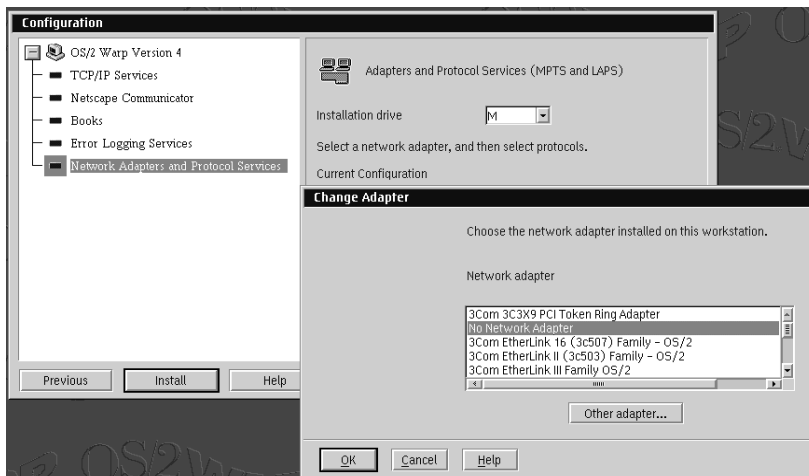 Configuration
OS/2 Warp Version 4
TCP/IP Services
Netscape Communicator
Books
Error Logging Services
Network Adapters and Protocol Services
Previous
Install
Help
Adapters and Protocol Services (MPTS and LAPS)
Installation drive
M
Select a network adapter, and then select protocols.
Current Configuration
Change Adapter
Choose the network adapter installed on this workstation.
Network adapter
3Com 3C3X9 PCI Token Ring Adapter
No Network Adapter
3Com EtherLink 16 (3c507) Family - OS/2
3Com EtherLink II (3c503) Family - OS/2
3Com EtherLink III Family OS/2
Other adapter...
OK
Cancel
Help
S/2
OS/2 W